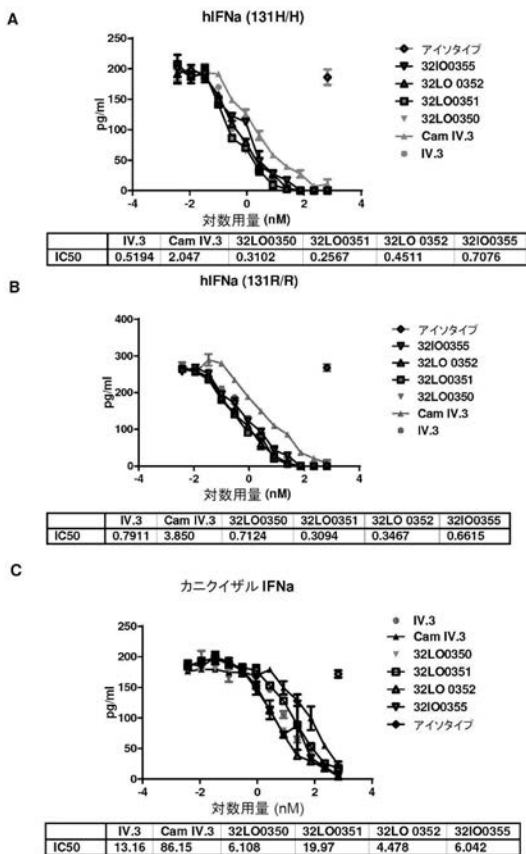 A
hIFNa (131H/H)
250
200
150
100
50
0
pg/ml
-4
-2
0
2
4
対数用量 (nM)
アイソタイプ
32IO0355
32LO 0352
32LO0351
32LO0350
Cam IV.3
IV.3
IV.3 Cam IV.3 32LO0350 32LO0351 32LO 0352 32IO0355
IC50 0.5194 2.047 0.3102 0.2567 0.4511 0.7076
B
hIFNa (131R/R)
400
300
200
100
0
pg/ml
-4
-2
0
2
4
対数用量 (nM)
アイソタイプ
32IO0355
32LO 0352
32LO0351
32LO0350
Cam IV.3
IV.3
IV.3 Cam IV.3 32LO0350 32LO0351 32LO 0352 32IO0355
IC50 0.7911 3.850 0.7124 0.3094 0.3467 0.6615
C
カニクイザル IFNa
250
200
150
100
50
0
pg/ml
-4
-2
0
2
4
対数用量 (nM)
IV.3
Cam IV.3
32LO0350
32LO0351
32LO 0352
32IO0355
アイソタイプ
IV.3 Cam IV.3 32LO0350 32LO0351 32LO 0352 32IO0355
IC50 13.16 86.15 6.108 19.97 4.478 6.042